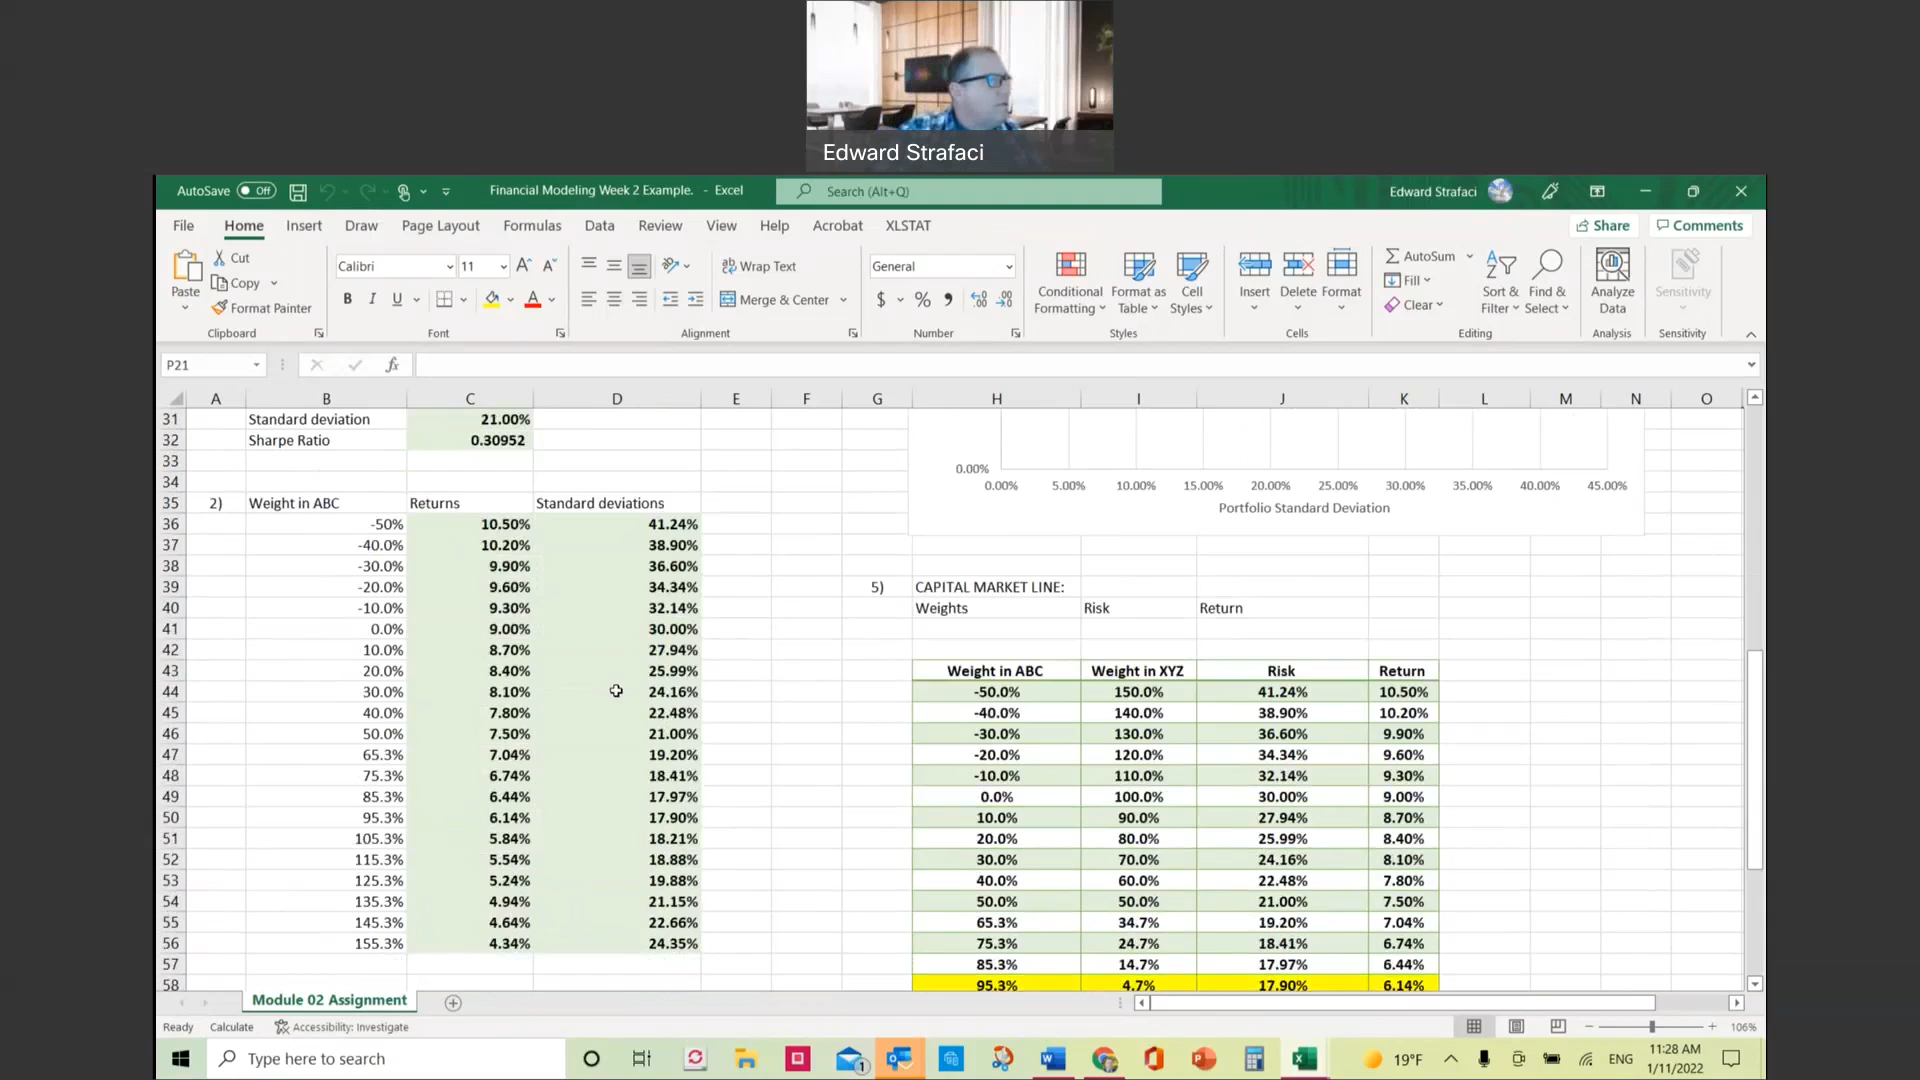 Edward Strafaci
AutoSave Off Financial Modeling Week 2 Example. - Excel Search (Alt+Q) Edward Strafaci
File Home Insert Draw Page Layout Formulas Data Review View Help Acrobat XLSTAT Share Comments
Cut Calibri 11 Wrap Text General AutoSum
Paste Copy Conditional Format as Cell Insert Delete Format Fill Sort & Find & Analyze Sensitivity
Format Painter B I U Merge & Center $ % Formatting Table Styles Clear Filter Select Data
Clipboard Font Alignment Number Styles Cells Editing Analysis Sensitivity
P21 fx
A B C D E F G H I J K L M N O
31 Standard deviation 21.00%
32 Sharpe Ratio 0.30952
33 0.00%
34 0.00% 5.00% 10.00% 15.00% 20.00% 25.00% 30.00% 35.00% 40.00% 45.00%
35 2) Weight in ABC Returns Standard deviations Portfolio Standard Deviation
36 -50% 10.50% 41.24%
37 -40.0% 10.20% 38.90%
38 -30.0% 9.90% 36.60%
39 -20.0% 9.60% 34.34% 5) CAPITAL MARKET LINE:
40 -10.0% 9.30% 32.14% Weights Risk Return
41 0.0% 9.00% 30.00%
42 10.0% 8.70% 27.94%
43 20.0% 8.40% 25.99% Weight in ABC Weight in XYZ Risk Return
44 30.0% 8.10% 24.16% -50.0% 150.0% 41.24% 10.50%
45 40.0% 7.80% 22.48% -40.0% 140.0% 38.90% 10.20%
46 50.0% 7.50% 21.00% -30.0% 130.0% 36.60% 9.90%
47 65.3% 7.04% 19.20% -20.0% 120.0% 34.34% 9.60%
48 75.3% 6.74% 18.41% -10.0% 110.0% 32.14% 9.30%
49 85.3% 6.44% 17.97% 0.0% 100.0% 30.00% 9.00%
50 95.3% 6.14% 17.90% 10.0% 90.0% 27.94% 8.70%
51 105.3% 5.84% 18.21% 20.0% 80.0% 25.99% 8.40%
52 115.3% 5.54% 18.88% 30.0% 70.0% 24.16% 8.10%
53 125.3% 5.24% 19.88% 40.0% 60.0% 22.48% 7.80%
54 135.3% 4.94% 21.15% 50.0% 50.0% 21.00% 7.50%
55 145.3% 4.64% 22.66% 65.3% 34.7% 19.20% 7.04%
56 155.3% 4.34% 24.35% 75.3% 24.7% 18.41% 6.74%
57 85.3% 14.7% 17.97% 6.44%
58 95.3% 4.7% 17.90% 6.14%
Module 02 Assignment
Ready Calculate Accessibility: Investigate 106%
Type here to search 1 19°F ENG 11:28 AM
1/11/2022